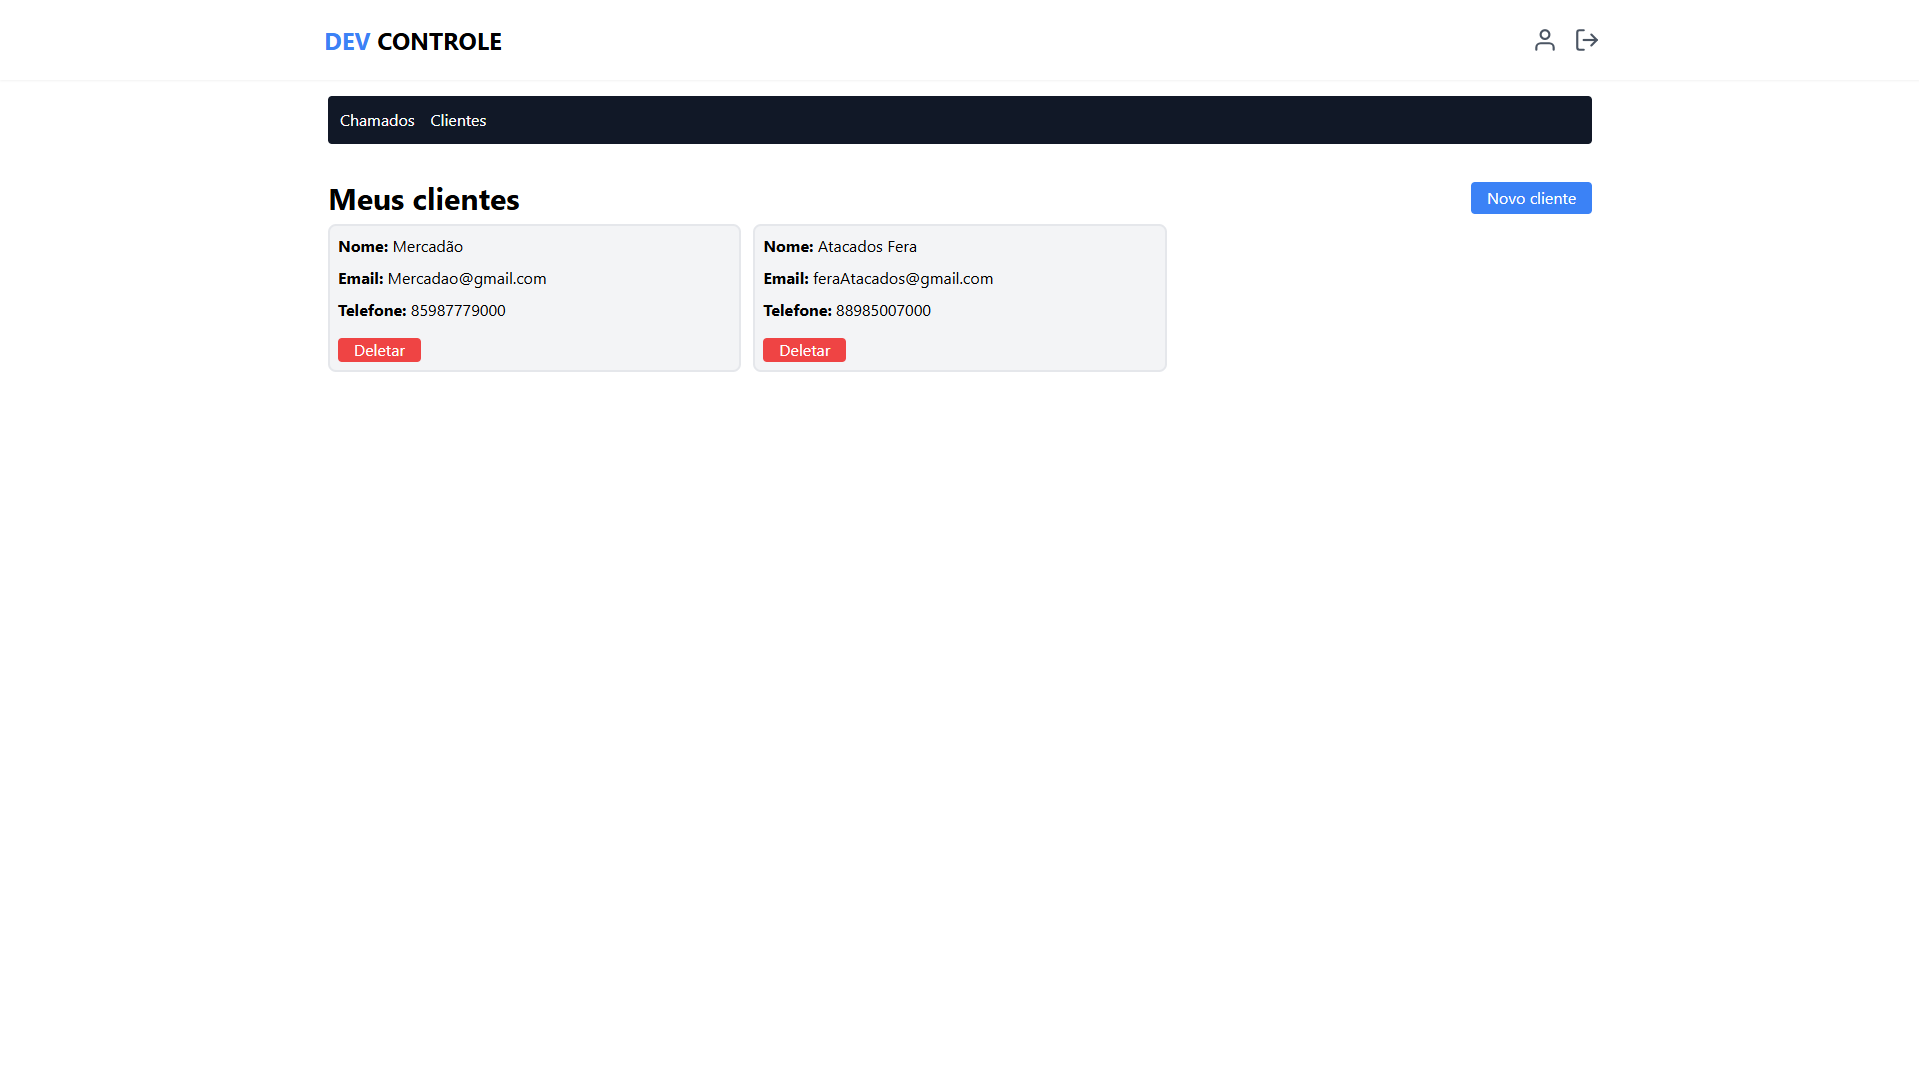 DEV CONTROLE
Chamados Clientes
Meus clientes
Novo cliente
Nome: Mercadão
Email: Mercadao@gmail.com
Telefone: 85987779000
Deletar
Nome: Atacados Fera
Email: feraAtacados@gmail.com
Telefone: 88985007000
Deletar